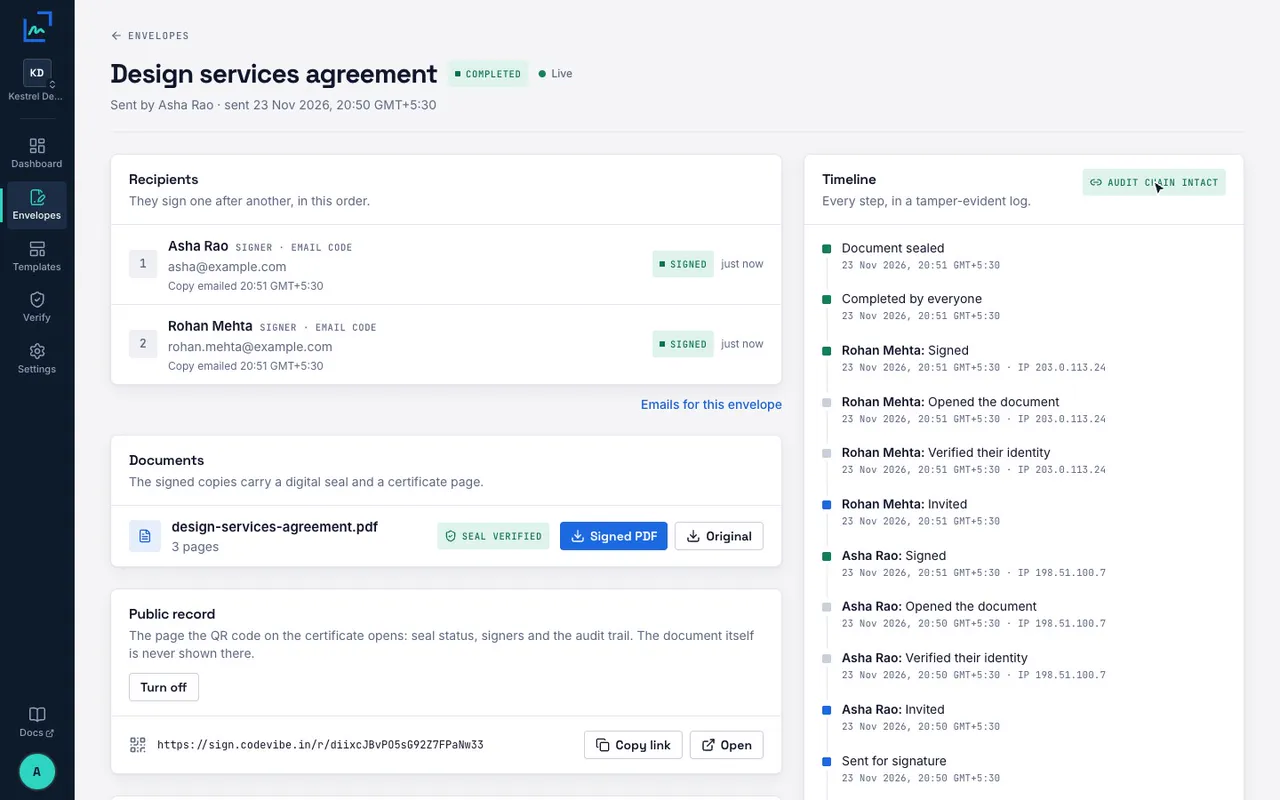 KD
Kestrel De...
Dashboard
Envelopes
Templates
Verify
Settings
Docs
A
ENVELOPES
Design services agreement
COMPLETED
Live
Sent by Asha Rao · sent 23 Nov 2026, 20:50 GMT+5:30
Recipients
They sign one after another, in this order.
1
Asha Rao SIGNER · EMAIL CODE
asha@example.com
Copy emailed 20:51 GMT+5:30
SIGNED just now
2
Rohan Mehta SIGNER · EMAIL CODE
rohan.mehta@example.com
Copy emailed 20:51 GMT+5:30
SIGNED just now
Emails for this envelope
Documents
The signed copies carry a digital seal and a certificate page.
design-services-agreement.pdf
3 pages
SEAL VERIFIED
Signed PDF
Original
Public record
The page the QR code on the certificate opens: seal status, signers and the audit trail. The document itself
is never shown there.
Turn off
https://sign.codevibe.in/r/diixcJBvPO5sG92Z7FPaNw33
Copy link
Open
Timeline
Every step, in a tamper-evident log.
AUDIT CHAIN INTACT
Document sealed
23 Nov 2026, 20:51 GMT+5:30
Completed by everyone
23 Nov 2026, 20:51 GMT+5:30
Rohan Mehta: Signed
23 Nov 2026, 20:51 GMT+5:30 · IP 203.0.113.24
Rohan Mehta: Opened the document
23 Nov 2026, 20:51 GMT+5:30 · IP 203.0.113.24
Rohan Mehta: Verified their identity
23 Nov 2026, 20:51 GMT+5:30 · IP 203.0.113.24
Rohan Mehta: Invited
23 Nov 2026, 20:51 GMT+5:30
Asha Rao: Signed
23 Nov 2026, 20:51 GMT+5:30 · IP 198.51.100.7
Asha Rao: Opened the document
23 Nov 2026, 20:50 GMT+5:30 · IP 198.51.100.7
Asha Rao: Verified their identity
23 Nov 2026, 20:50 GMT+5:30 · IP 198.51.100.7
Asha Rao: Invited
23 Nov 2026, 20:50 GMT+5:30
Sent for signature
23 Nov 2026, 20:50 GMT+5:30